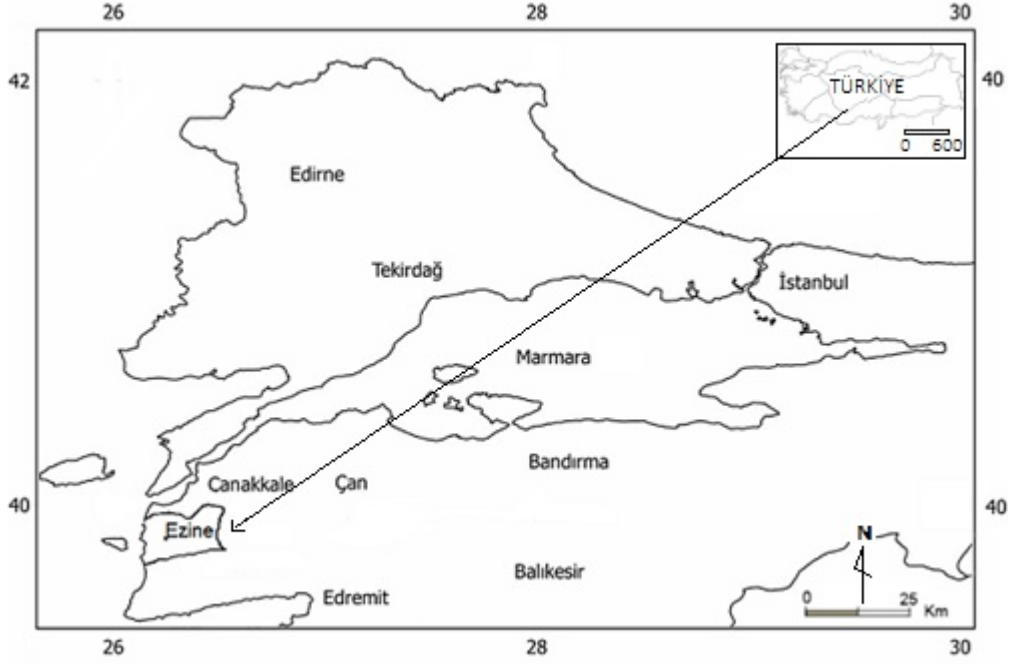 26 28 30
42 40
TÜRKİYE
0 600
Edirne
Tekirdağ
İstanbul
Marmara
Bandırma
Canakkale Çan
40 40
Ezine
N
Balıkesir
Edremit
0 25 Km
26 28 30